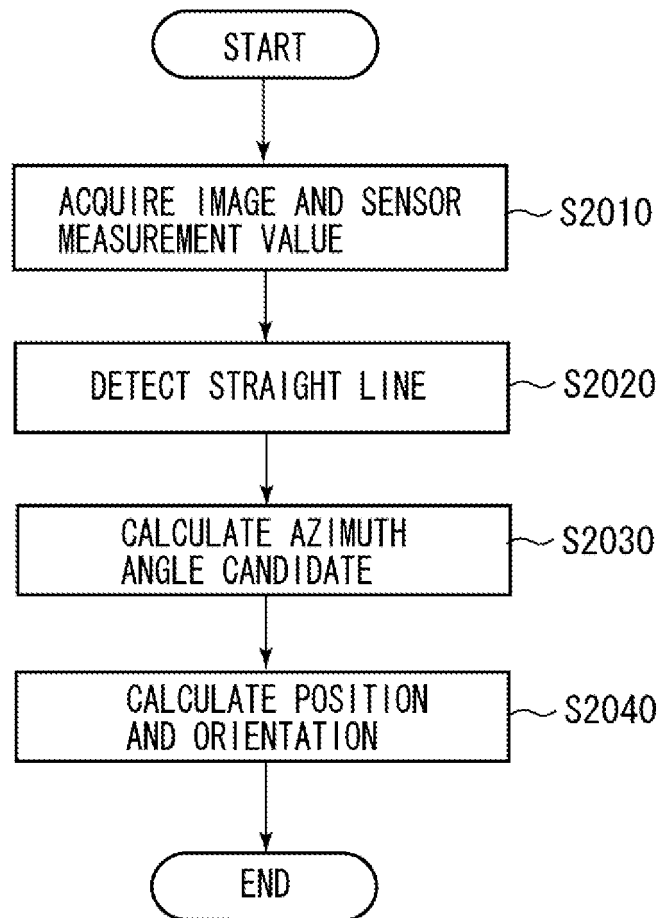 START
ACQUIRE IMAGE AND SENSOR
MEASUREMENT VALUE
S2010
DETECT STRAIGHT LINE
S2020
CALCULATE AZIMUTH
ANGLE CANDIDATE
S2030
CALCULATE POSITION
AND ORIENTATION
S2040
END